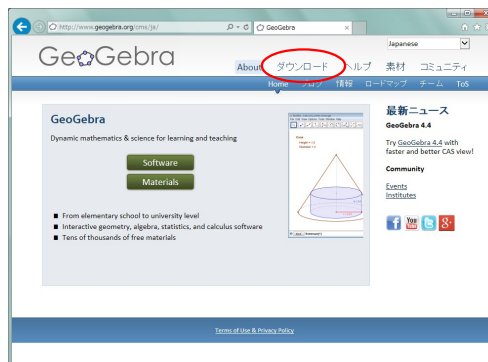 http://www.geogebra.org/cms/ja/
GeoGebra
GeoGebra
Japanese
About ダウンロード ヘルプ 素材 コミュニティ
Home ブログ 情報 ロードマップ チーム ToS
GeoGebra
Dynamic mathematics & science for learning and teaching
Software
Materials
■ From elementary school to university level
■ Interactive geometry, algebra, statistics, and calculus software
■ Tens of thousands of free materials
最新ニュース
GeoGebra 4.4
Try GeoGebra 4.4 with
faster and better CAS view!
Community
Events
Institutes
Terms of Use & Privacy Policy